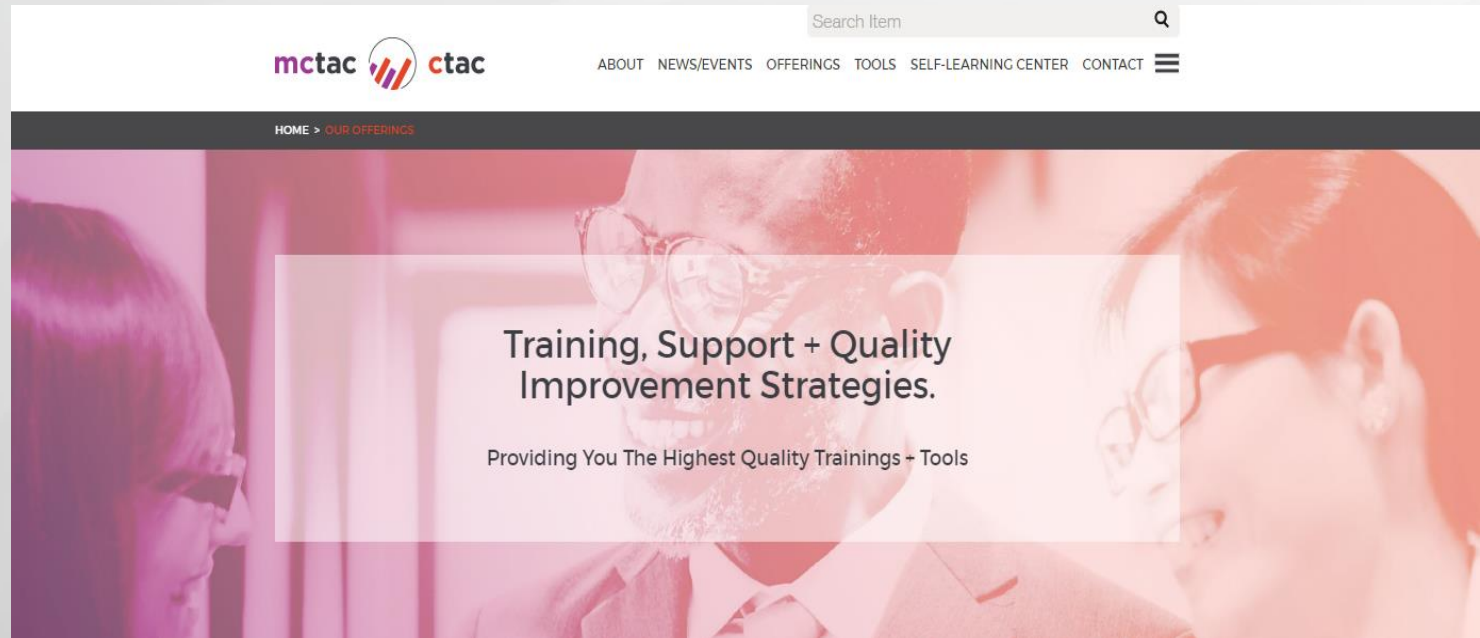 Search Item
mctac ctac
ABOUT NEWS/EVENTS OFFERINGS TOOLS SELF-LEARNING CENTER CONTACT
HOME > OUR OFFERINGS
Training, Support + Quality
Improvement Strategies.
Providing You The Highest Quality Trainings + Tools